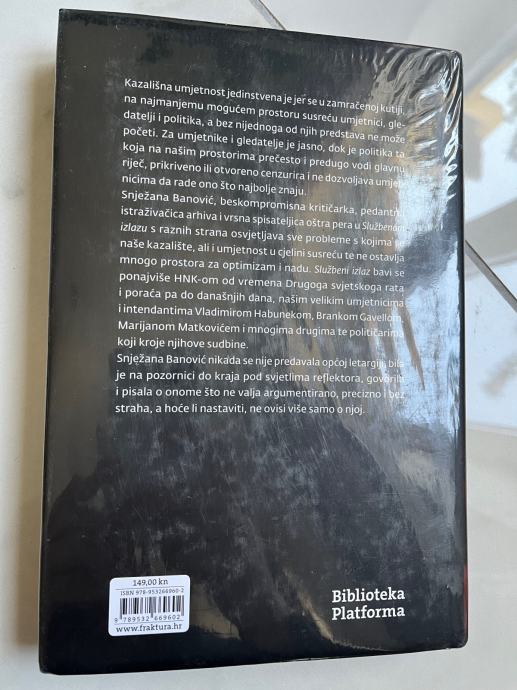 Kazališna umjetnost jedinstvena je jer se u zamračenoj kutiji,
na najmanjemu mogućem prostoru susreću umjetnici, gle-
datelji i politika, a bez nijednoga od njih predstava ne može
početi. Za umjetnike i gledatelje je jasno, dok je politika ta
koja na našim prostorima prečesto i predugo vodi glavnu
riječ, prikriveno ili otvoreno cenzurira i ne dozvoljava umjet-
nicima da rade ono što najbolje znaju.
Snježana Banović, beskompromisna kritičarka, pedantna
istraživačica arhiva i vrsna spisateljica oštra pera u Službenom
izlazu s raznih strana osvjetljava sve probleme s kojima se
naše kazalište, ali i umjetnost u cjelini susreću te ne ostavlja
mnogo prostora za optimizam i nadu. Službeni izlaz bavi se
ponajviše HNK-om od vremena Drugoga svjetskoga rata
i poraća pa do današnjih dana, našim velikim umjetnicima
i intendantima Vladimirom Habunekom, Brankom Gavellom,
Marijanom Matkovićem i mnogima drugima te političarima
koji kroje njihove sudbine.
Snježana Banović nikada se nije predavala općoj letargiji, bila
je na pozornici do kraja pod svjetlima reflektora, govorila
i pisala o onome što ne valja argumentirano, precizno i bez
straha, a hoće li nastaviti, ne ovisi više samo o njoj.
149,00 kn
ISBN 978-953266960-2
9 789532 669602
www.fraktura.hr
Biblioteka
Platforma